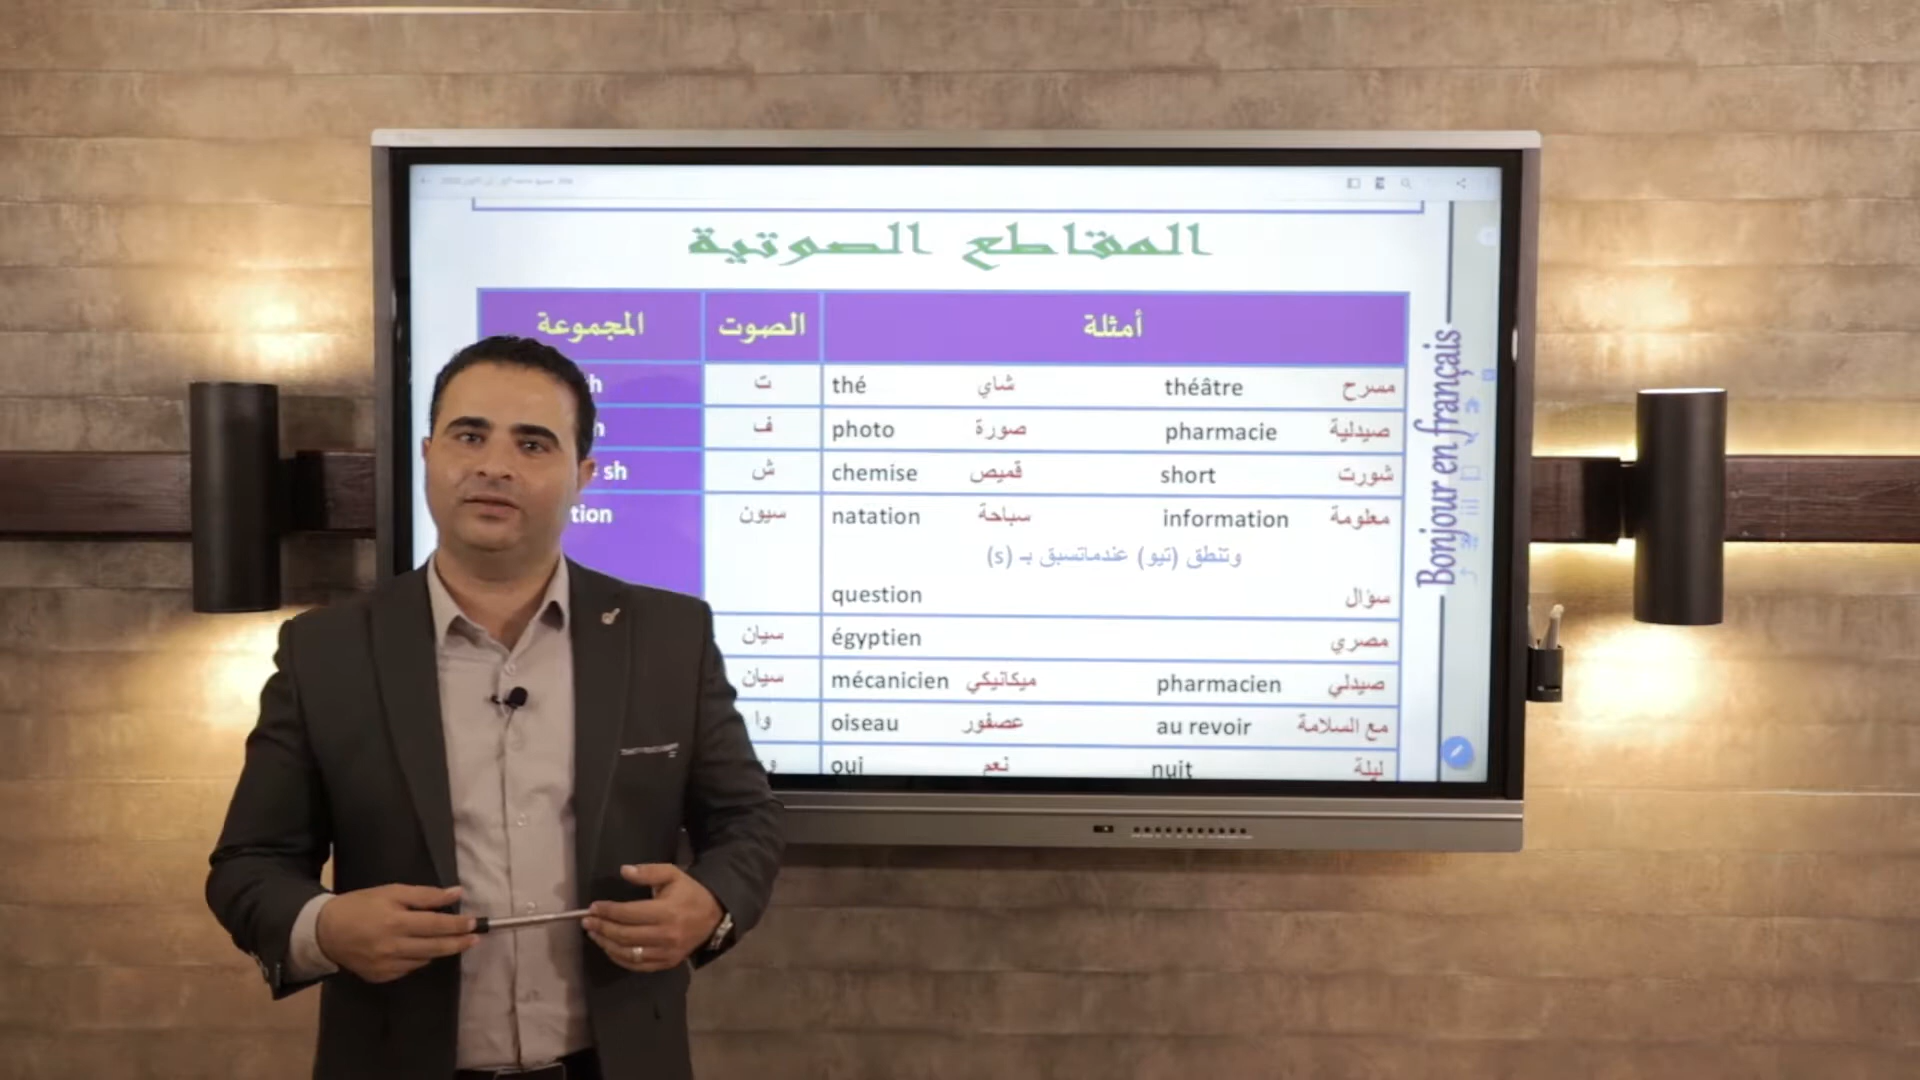 المقاطع الصوتية
المجموعة الصوت أمثلة
h ت thé شاي théâtre مسرح
ف photo صورة pharmacie صيدلية
sh ش chemise قميص short شورت
tion سيون natation سباحة information معلومة
وتنطق (تيو) عندماتسبق بـ (s)
question سؤال
سيان égyptien مصري
سيان mécanicien ميكانيكي pharmacien صيدلي
وا oiseau عصفور au revoir مع السلامة
oui نعم nuit ليلة
Bonjour en français